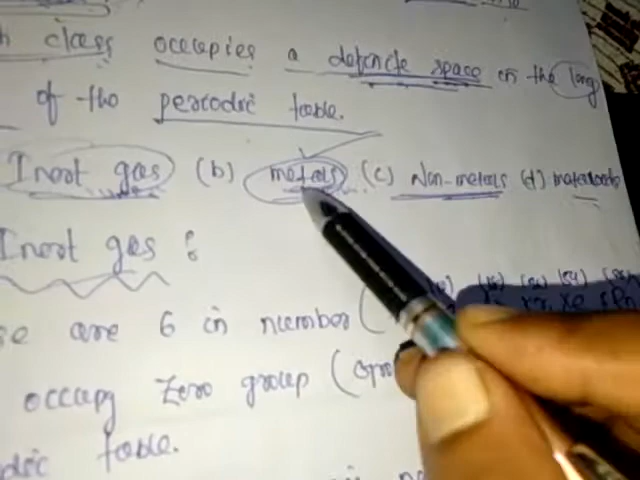 class occupies a definite space in the long
of the periodic table.
Inert gas (b) metals (c) Non-metals (d)
Inert gas :
are 6 in number (
occupy Zero group (
table.